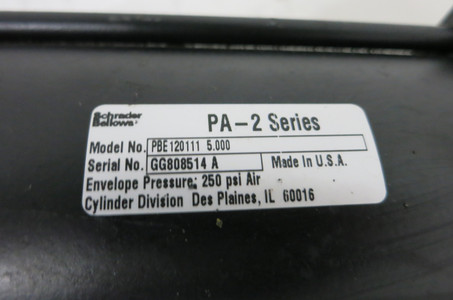 Schrader
Bellows®
PA-2 Series
Model No. PBE120111 5.000
Serial No. GG808514 A Made In U.S.A.
Envelope Pressure: 250 psi Air
Cylinder Division Des Plaines, IL 60016